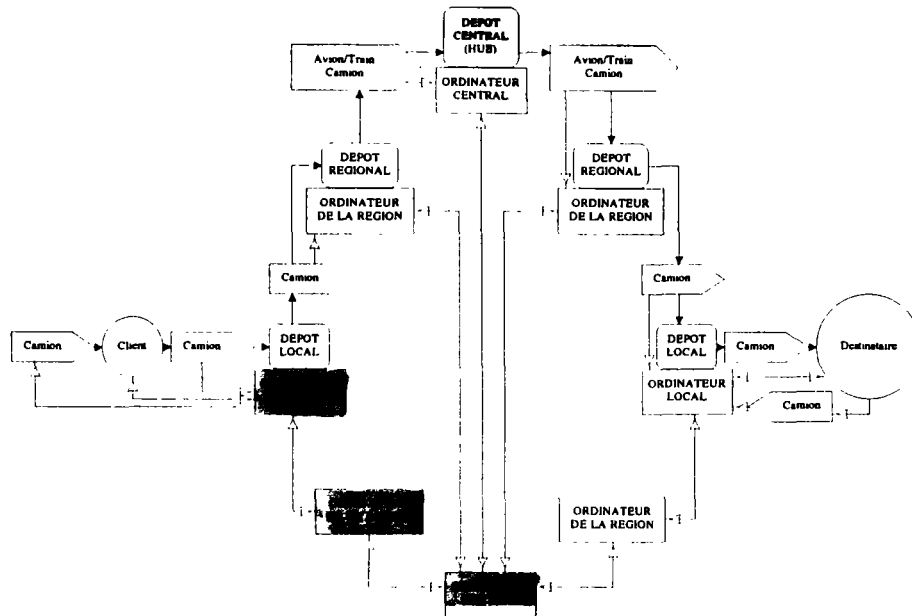 DEPOT
CENTRAL
(HUB)
Avion/Train
Camion
ORDINATEUR
CENTRAL
Avion/Train
Camion
DEPOT
REGIONAL
ORDINATEUR
DE LA REGION
DEPOT
REGIONAL
ORDINATEUR
DE LA REGION
Camion
Camion
Camion
Client
Camion
DEPOT
LOCAL
DEPOT
LOCAL
Camion
Destinataire
ORDINATEUR
LOCAL
Camion
ORDINATEUR
DE LA REGION